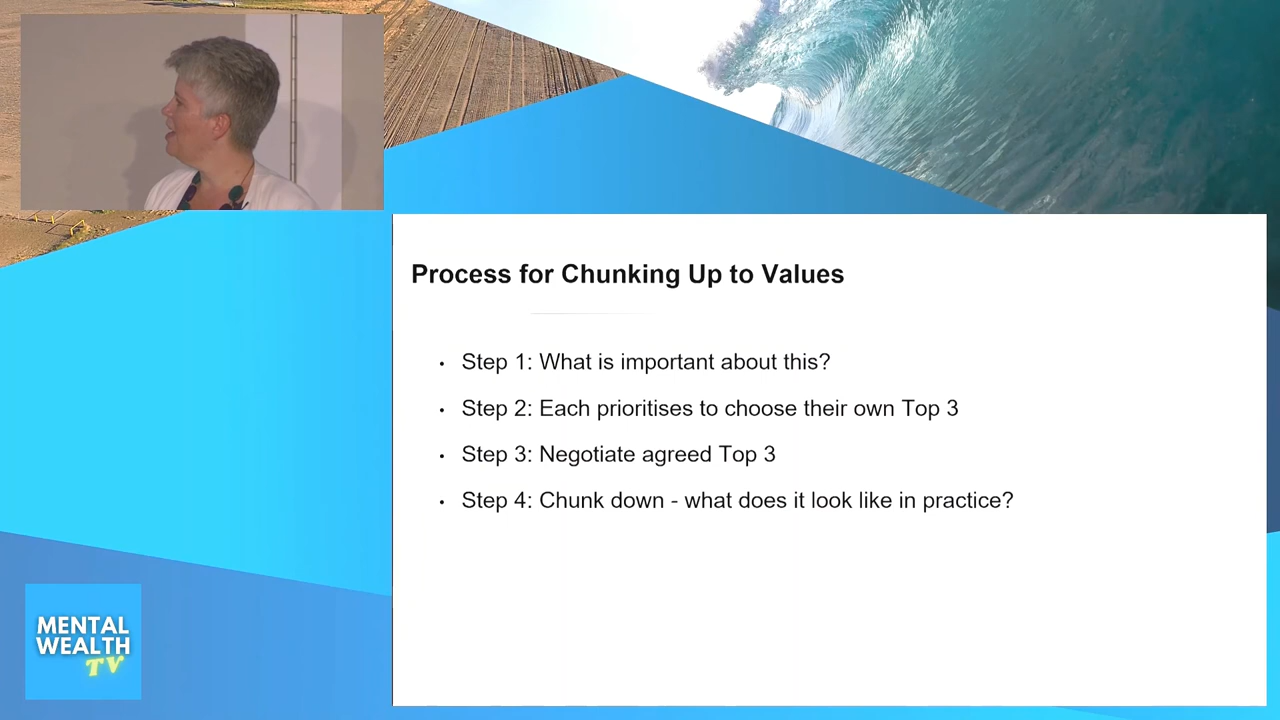 Process for Chunking Up to Values
• Step 1: What is important about this?
• Step 2: Each prioritises to choose their own Top 3
• Step 3: Negotiate agreed Top 3
• Step 4: Chunk down - what does it look like in practice?
MENTAL
WEALTH
TV